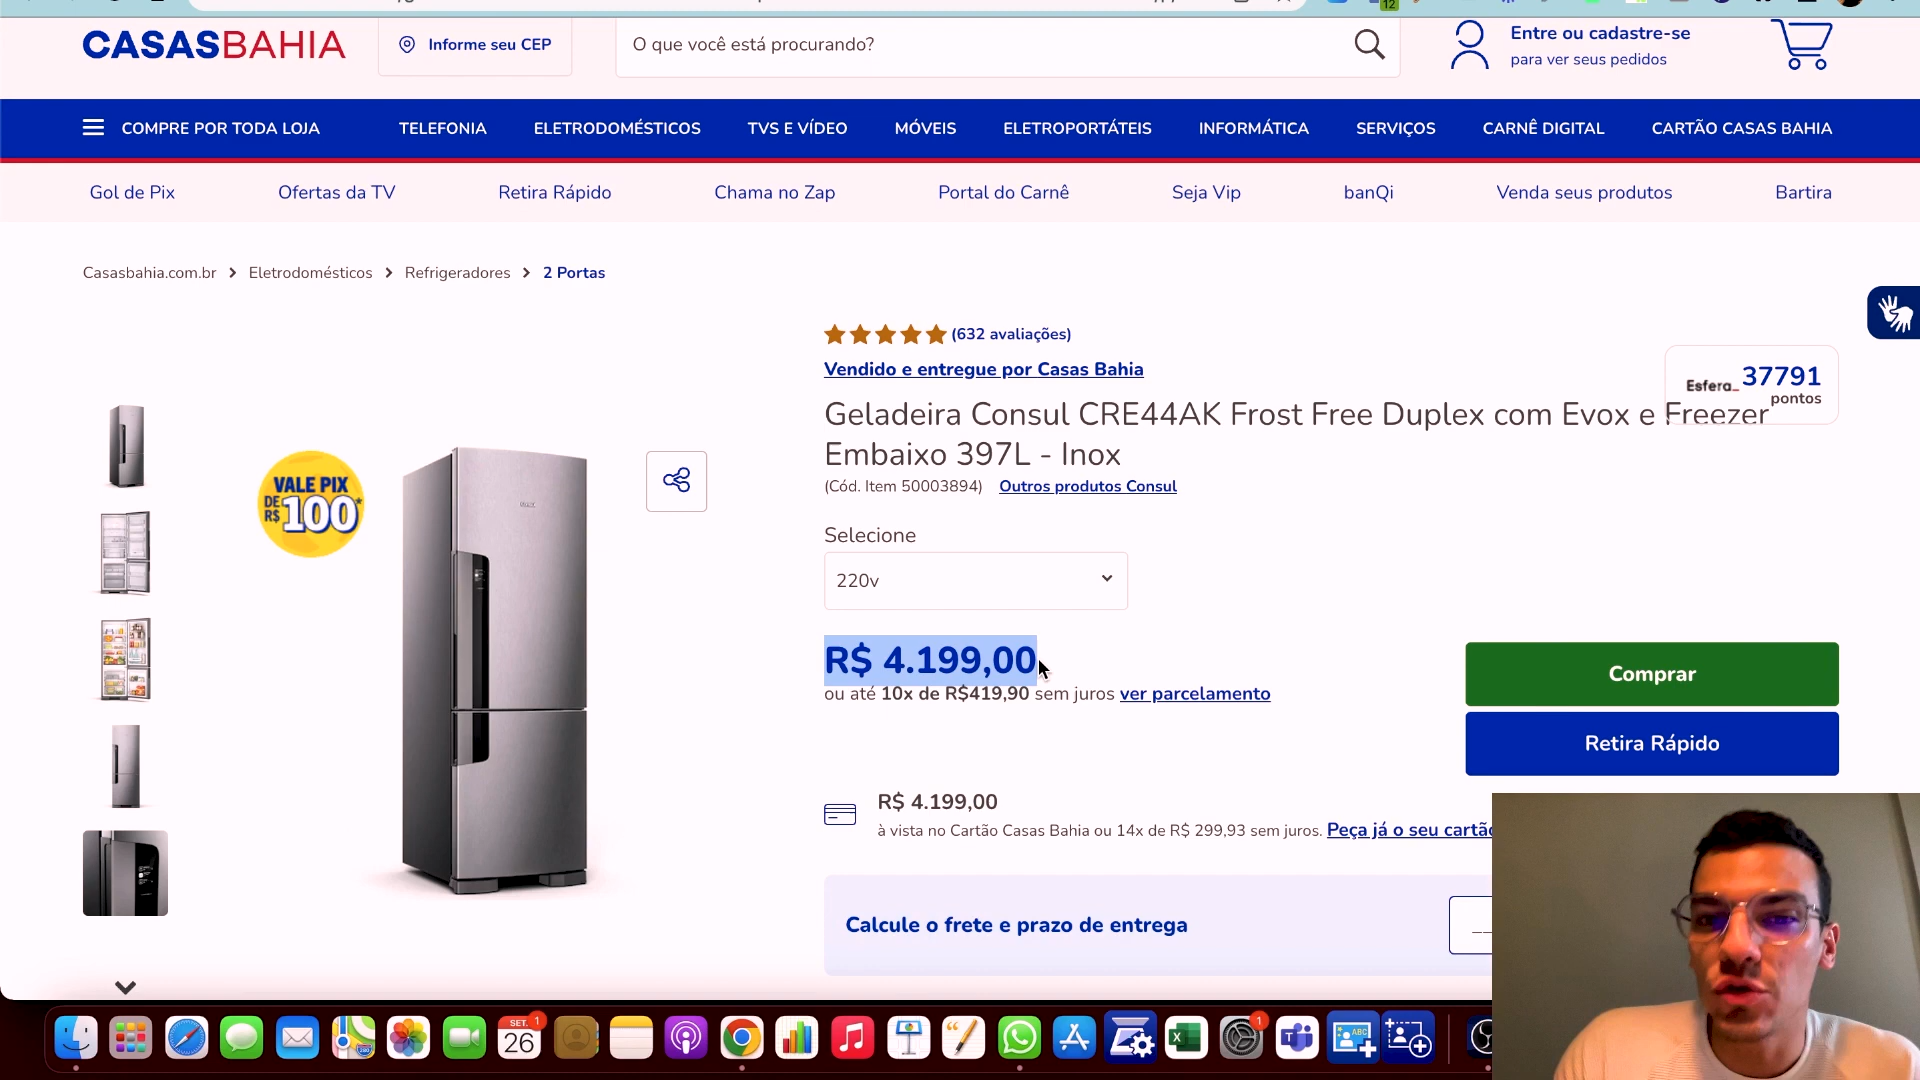 CASASBAHIA
Informe seu CEP
O que você está procurando?
Entre ou cadastre-se
para ver seus pedidos
COMPRE POR TODA LOJA
TELEFONIA
ELETRODOMÉSTICOS
TVS E VÍDEO
MÓVEIS
ELETROPORTÁTEIS
INFORMÁTICA
SERVIÇOS
CARNÊ DIGITAL
CARTÃO CASAS BAHIA
Gol de Pix
Ofertas da TV
Retira Rápido
Chama no Zap
Portal do Carnê
Seja Vip
banQi
Venda seus produtos
Bartira
Casasbahia.com.br > Eletrodomésticos > Refrigeradores > 2 Portas
(632 avaliações)
Vendido e entregue por Casas Bahia
Esfera_ 37791
pontos
Geladeira Consul CRE44AK Frost Free Duplex com Evox e Freezer
Embaixo 397L - Inox
(Cód. Item 50003894) Outros produtos Consul
VALE PIX
DE R$ 100*
Selecione
220v
R$ 4.199,00
ou até 10x de R$419,90 sem juros ver parcelamento
Comprar
Retira Rápido
R$ 4.199,00
à vista no Cartão Casas Bahia ou 14x de R$ 299,93 sem juros. Peça já o seu cartão
Calcule o frete e prazo de entrega
12
SET.
1
26
1
ABC